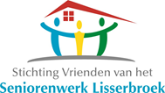 Stichting Vrienden van het
Seniorenwerk Lisserbroek